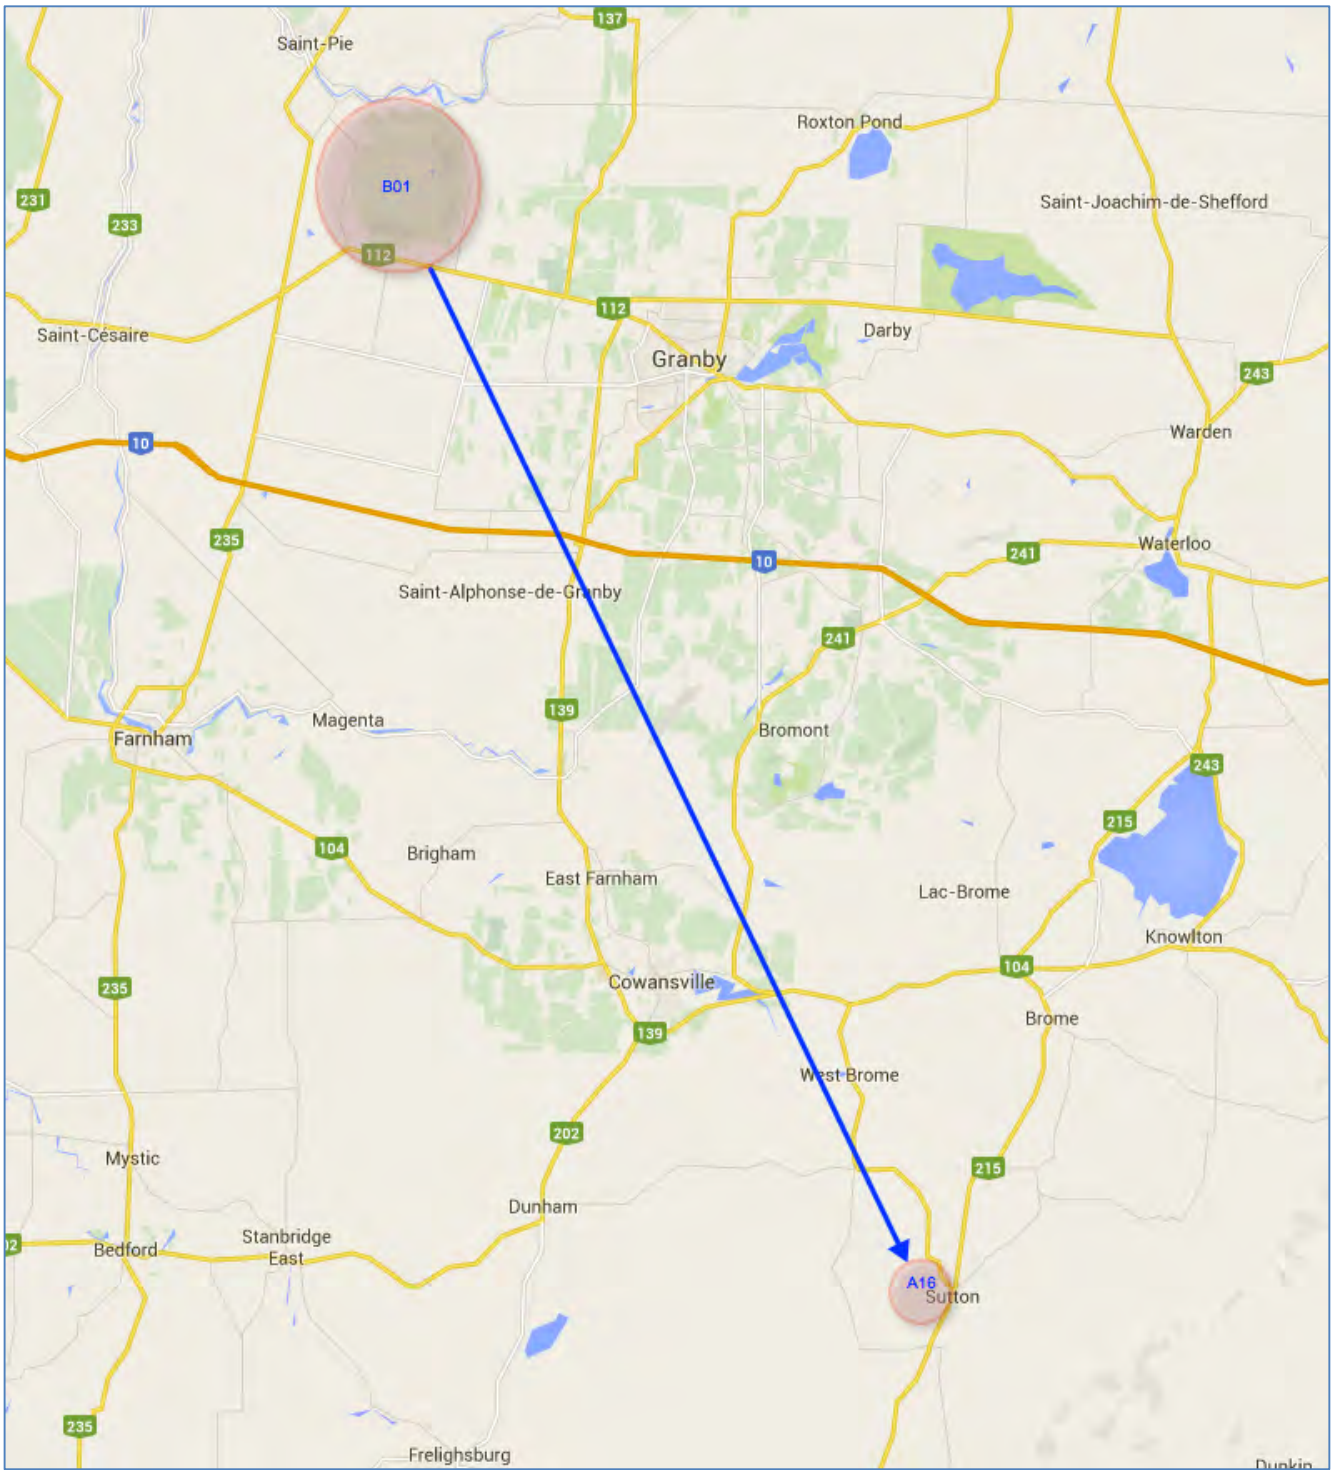 137
Saint-Pie
Roxton Pond
B01
231
Saint-Joachim-de-Shefford
233
112
112
Saint-Césaire
Darby
Granby
243
10
Warden
235
Waterloo
241
10
Saint-Alphonse-de-Granby
241
139
Magenta
Bromont
Farnham
243
215
104
Brigham
East Farnham
Lac-Brome
Knowlton
104
Cowansville
235
Brome
139
West Brome
202
Mystic
215
Dunham
Stanbridge
East
02
Bedford
A16
Sutton
235
Frelighsburg
Dunkin